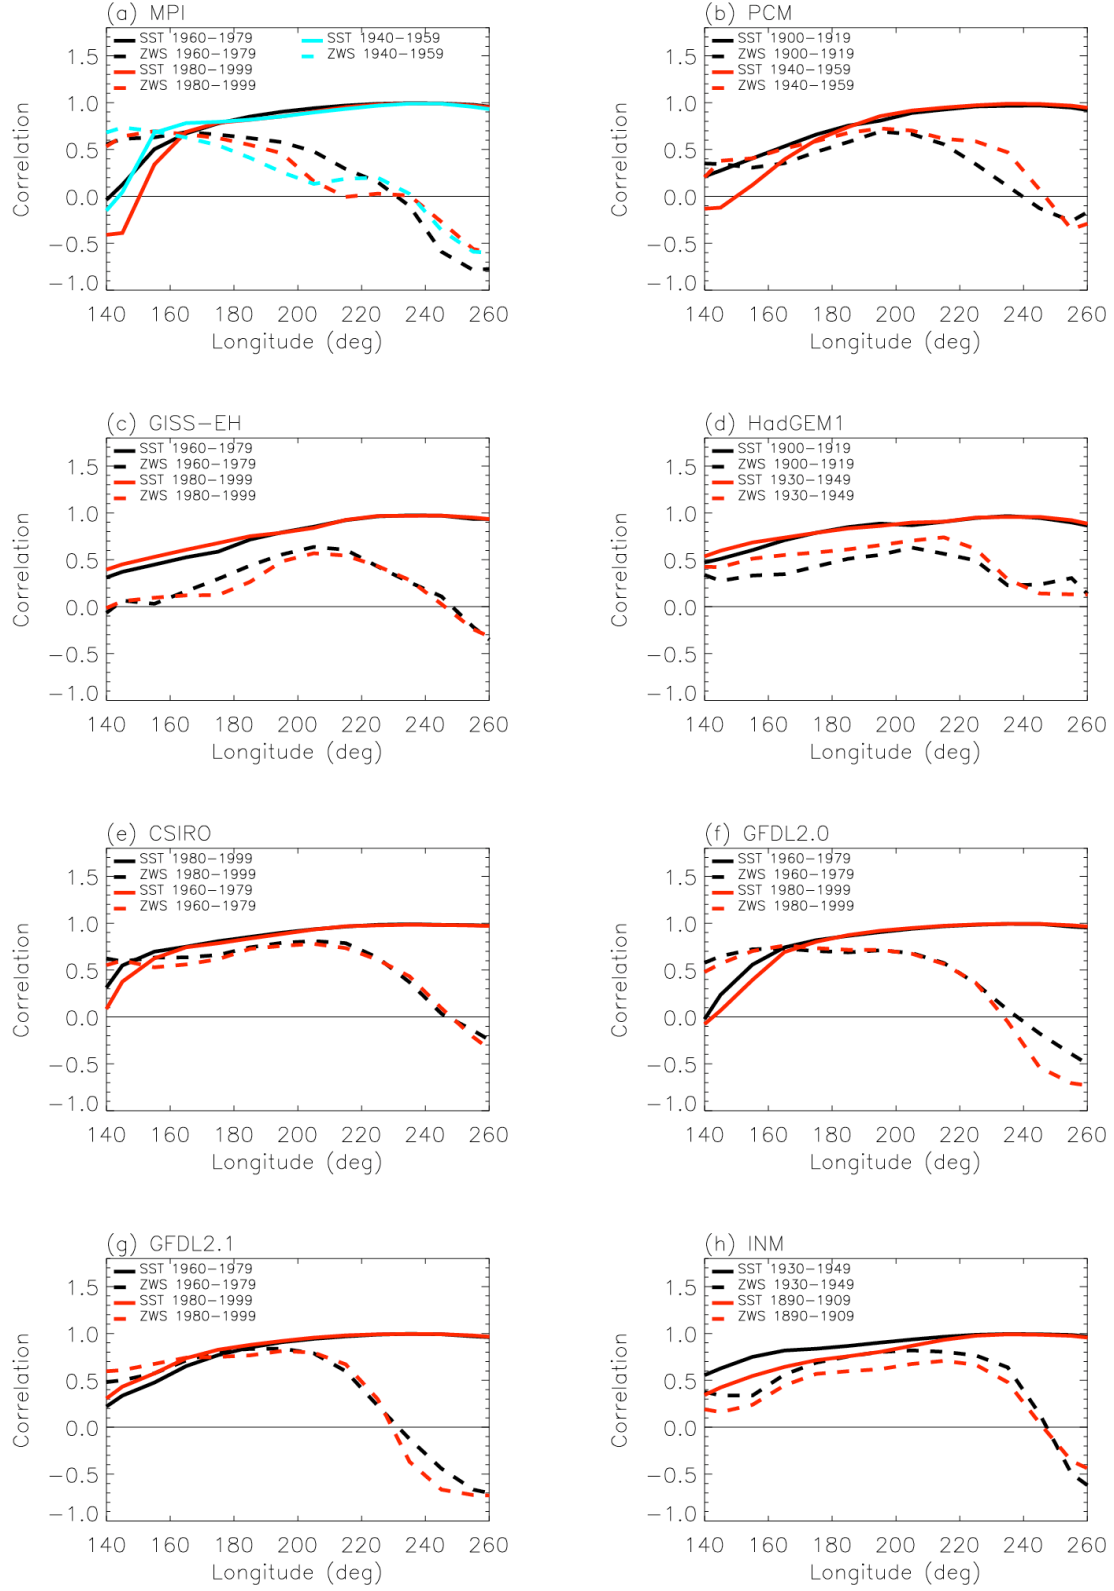 (a) MPI
SST 1960-1979
ZWS 1960-1979
SST 1980-1999
ZWS 1980-1999
SST 1940-1959
ZWS 1940-1959
1.5
1.0
0.5
0.0
-0.5
-1.0
Correlation
140 160 180 200 220 240 260
Longitude (deg)
(b) PCM
SST 1900-1919
ZWS 1900-1919
SST 1940-1959
ZWS 1940-1959
1.5
1.0
0.5
0.0
-0.5
-1.0
Correlation
140 160 180 200 220 240 260
Longitude (deg)
(c) GISS-EH
SST 1960-1979
ZWS 1960-1979
SST 1980-1999
ZWS 1980-1999
1.5
1.0
0.5
0.0
-0.5
-1.0
Correlation
140 160 180 200 220 240 260
Longitude (deg)
(d) HadGEM1
SST 1900-1919
ZWS 1900-1919
SST 1930-1949
ZWS 1930-1949
1.5
1.0
0.5
0.0
-0.5
-1.0
Correlation
140 160 180 200 220 240 260
Longitude (deg)
(e) CSIRO
SST 1980-1999
ZWS 1980-1999
SST 1960-1979
ZWS 1960-1979
1.5
1.0
0.5
0.0
-0.5
-1.0
Correlation
140 160 180 200 220 240 260
Longitude (deg)
(f) GFDL2.0
SST 1960-1979
ZWS 1960-1979
SST 1980-1999
ZWS 1980-1999
1.5
1.0
0.5
0.0
-0.5
-1.0
Correlation
140 160 180 200 220 240 260
Longitude (deg)
(g) GFDL2.1
SST 1960-1979
ZWS 1960-1979
SST 1980-1999
ZWS 1980-1999
1.5
1.0
0.5
0.0
-0.5
-1.0
Correlation
140 160 180 200 220 240 260
Longitude (deg)
(h) INM
SST 1930-1949
ZWS 1930-1949
SST 1890-1909
ZWS 1890-1909
1.5
1.0
0.5
0.0
-0.5
-1.0
Correlation
140 160 180 200 220 240 260
Longitude (deg)